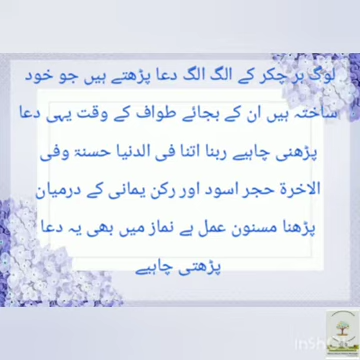 لوگ ہر چکر کے الگ الگ دعا پڑھتے ہیں جو خود
ساختہ ہیں ان کے بجائے طواف کے وقت یہی دعا
پڑھنی چاہیے ربنا اتنا فی الدنیا حسنۃ وفی
الاخرۃ حجر اسود اور رکن یمانی کے درمیان
پڑھنا مسنون عمل ہے نماز میں بھی یہ دعا
پڑھتی چاہیے